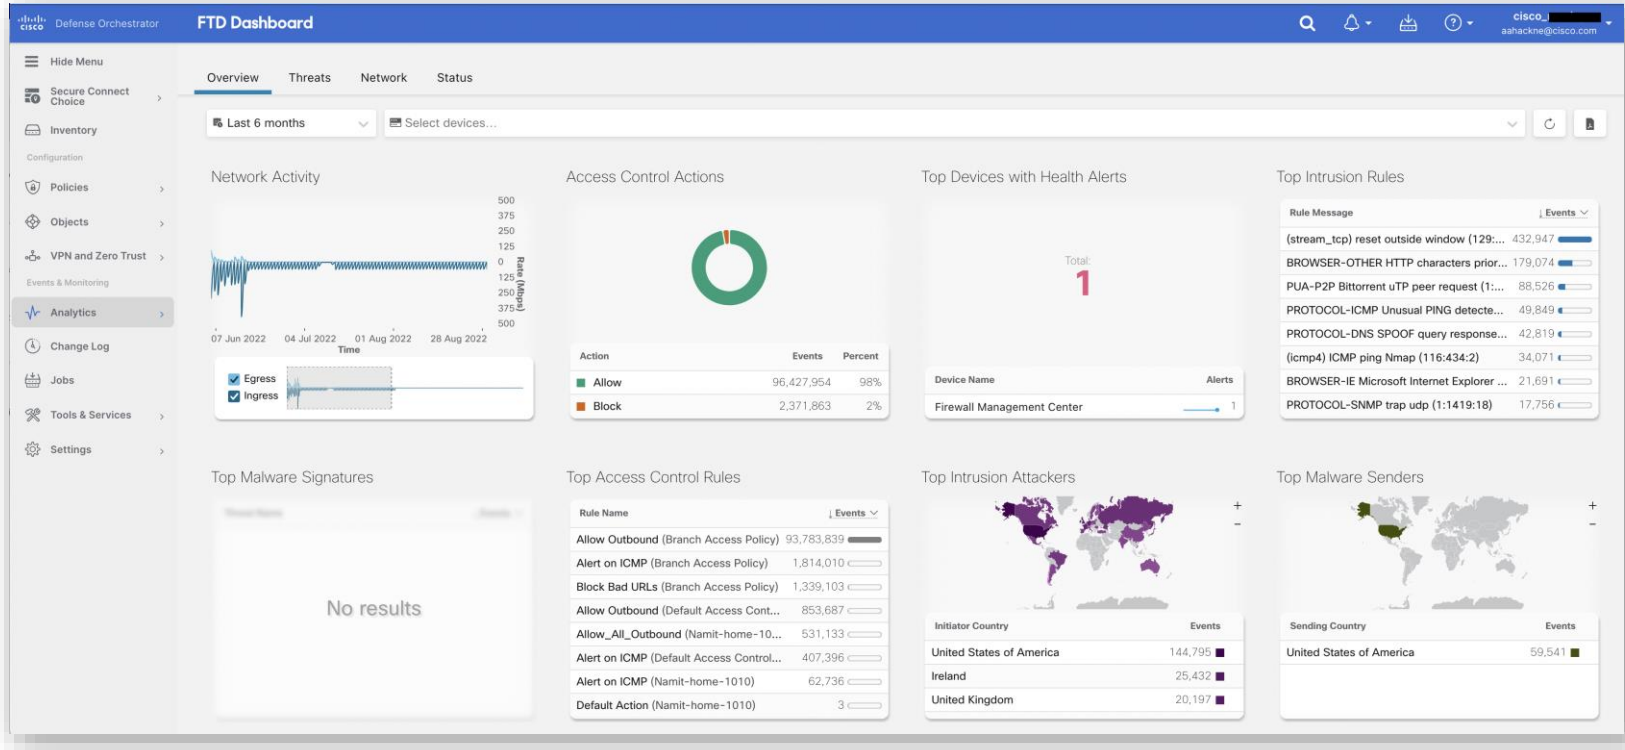 cisco Defense Orchestrator
FTD Dashboard
cisco_
aahackne@cisco.com
Hide Menu
Secure Connect
Choice
Inventory
Configuration
Policies
Objects
VPN and Zero Trust
Events & Monitoring
Analytics
Change Log
Jobs
Tools & Services
Settings
Overview Threats Network Status
Last 6 months
Select devices...
Network Activity
500
375
250
125
0
125
250
375
500
Rate (Mbps)
07 Jun 2022 04 Jul 2022 01 Aug 2022 28 Aug 2022
Time
Egress
Ingress
Access Control Actions
Action Events Percent
Allow 96,427,954 98%
Block 2,371,863 2%
Top Devices with Health Alerts
Total:
1
Device Name Alerts
Firewall Management Center 1
Top Intrusion Rules
Rule Message ↓ Events
(stream_tcp) reset outside window (129:... 432,947
BROWSER-OTHER HTTP characters prior... 179,074
PUA-P2P Bittorrent uTP peer request (1:... 88,526
PROTOCOL-ICMP Unusual PING detecte... 49,849
PROTOCOL-DNS SPOOF query response... 42,819
(icmp4) ICMP ping Nmap (116:434:2) 34,071
BROWSER-IE Microsoft Internet Explorer ... 21,691
PROTOCOL-SNMP trap udp (1:1419:18) 17,756
Top Malware Signatures
No results
Top Access Control Rules
Rule Name ↓ Events
Allow Outbound (Branch Access Policy) 93,783,839
Alert on ICMP (Branch Access Policy) 1,814,010
Block Bad URLs (Branch Access Policy) 1,339,103
Allow Outbound (Default Access Cont... 853,687
Allow_All_Outbound (Namit-home-10... 531,133
Alert on ICMP (Default Access Control... 407,396
Alert on ICMP (Namit-home-1010) 62,736
Default Action (Namit-home-1010) 3
Top Intrusion Attackers
+
−
Initiator Country Events
United States of America 144,795
Ireland 25,432
United Kingdom 20,197
Top Malware Senders
+
−
Sending Country Events
United States of America 59,541